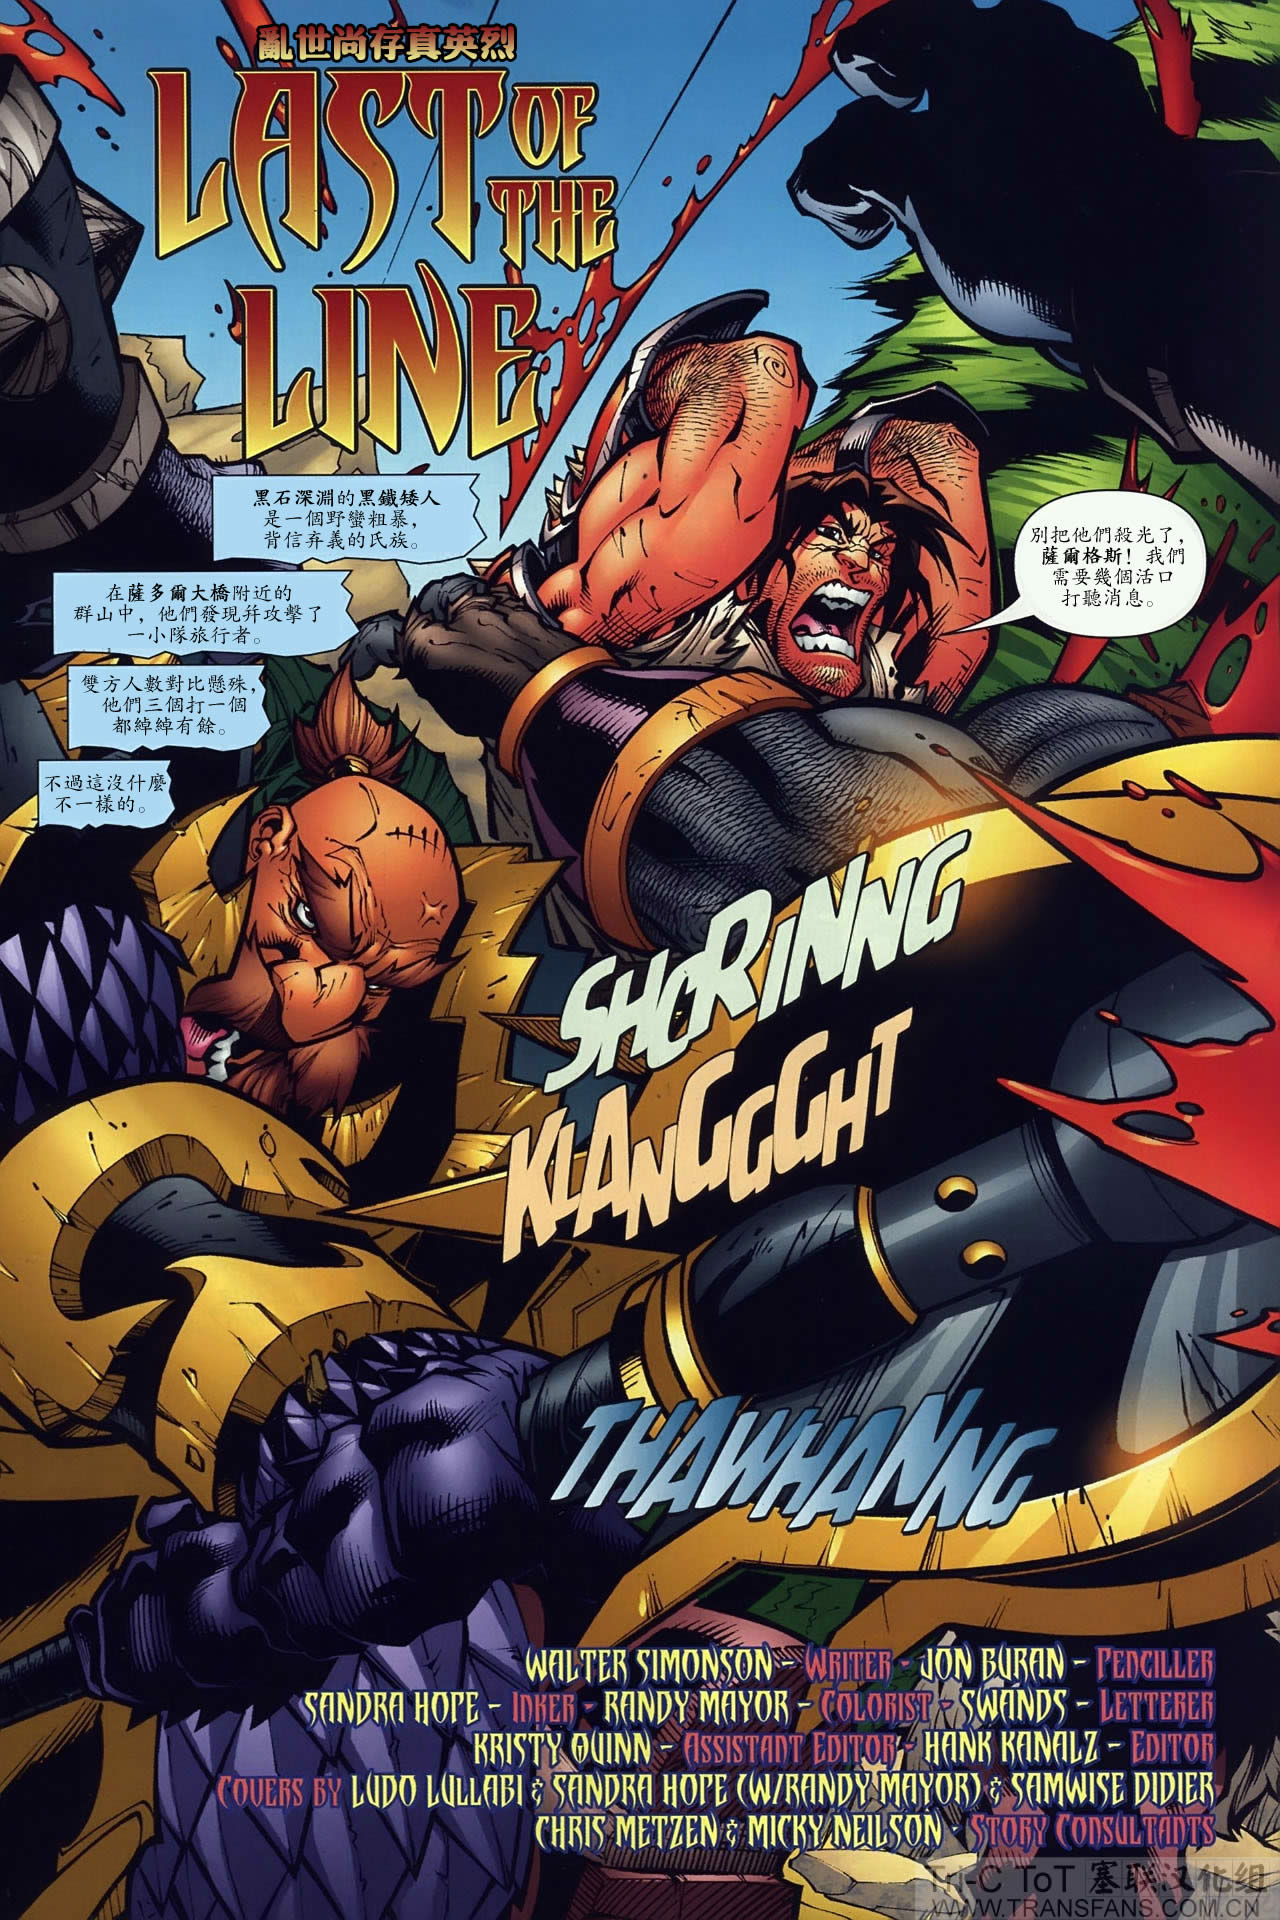 亂世尚存真英烈
LAST OF
THE
LINE
黑石深淵的黑鐵矮人
是一個野蠻粗暴，
背信弃義的氏族。
在薩多爾大橋附近的
群山中，他們發現幷攻擊了
一小隊旅行者。
雙方人數對比懸殊，
他們三個打一個
都綽綽有餘。
不過這沒什麼
不一樣的。
別把他們殺光了，
薩爾格斯！我們
需要幾個活口
打聽消息。
SHORINNG
KLANGGGGHT
THAWHANNG
WALTER SIMONSON - WRITER - JON BURAN - PENCILLER
SANDRA HOPE - INKER - RANDY MAYOR - COLORIST - SWANDS - LETTERER
KRISTY QUINN - ASSISTANT EDITOR - HANK KANALZ - EDITOR
COVERS BY LUDO LULLABI & SANDRA HOPE (W/RANDY MAYOR) & SAMWISE DIDIER
CHRIS METZEN & MICKY NEILSON - STORY CONSULTANTS
Tri-C ToT 塞联汉化组
WWW.TRANSFANS.COM.CN